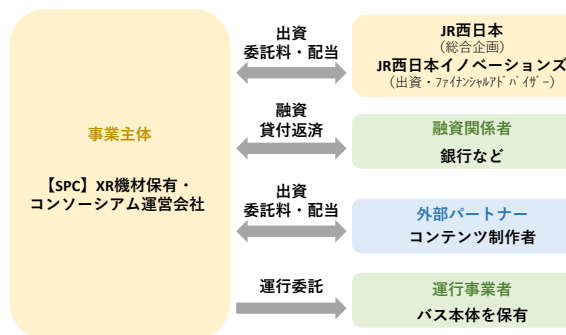 事業主体
【SPC】XR機材保有・
コンソーシアム運営会社
出資
委託料・配当
JR西日本
（総合企画）
JR西日本イノベーションズ
（出資・ﾌｧｲﾅﾝｼｬﾙｱﾄﾞﾊﾞｲｻﾞｰ）
融資
貸付返済
融資関係者
銀行など
出資
委託料・配当
外部パートナー
コンテンツ制作者
運行委託
運行事業者
バス本体を保有